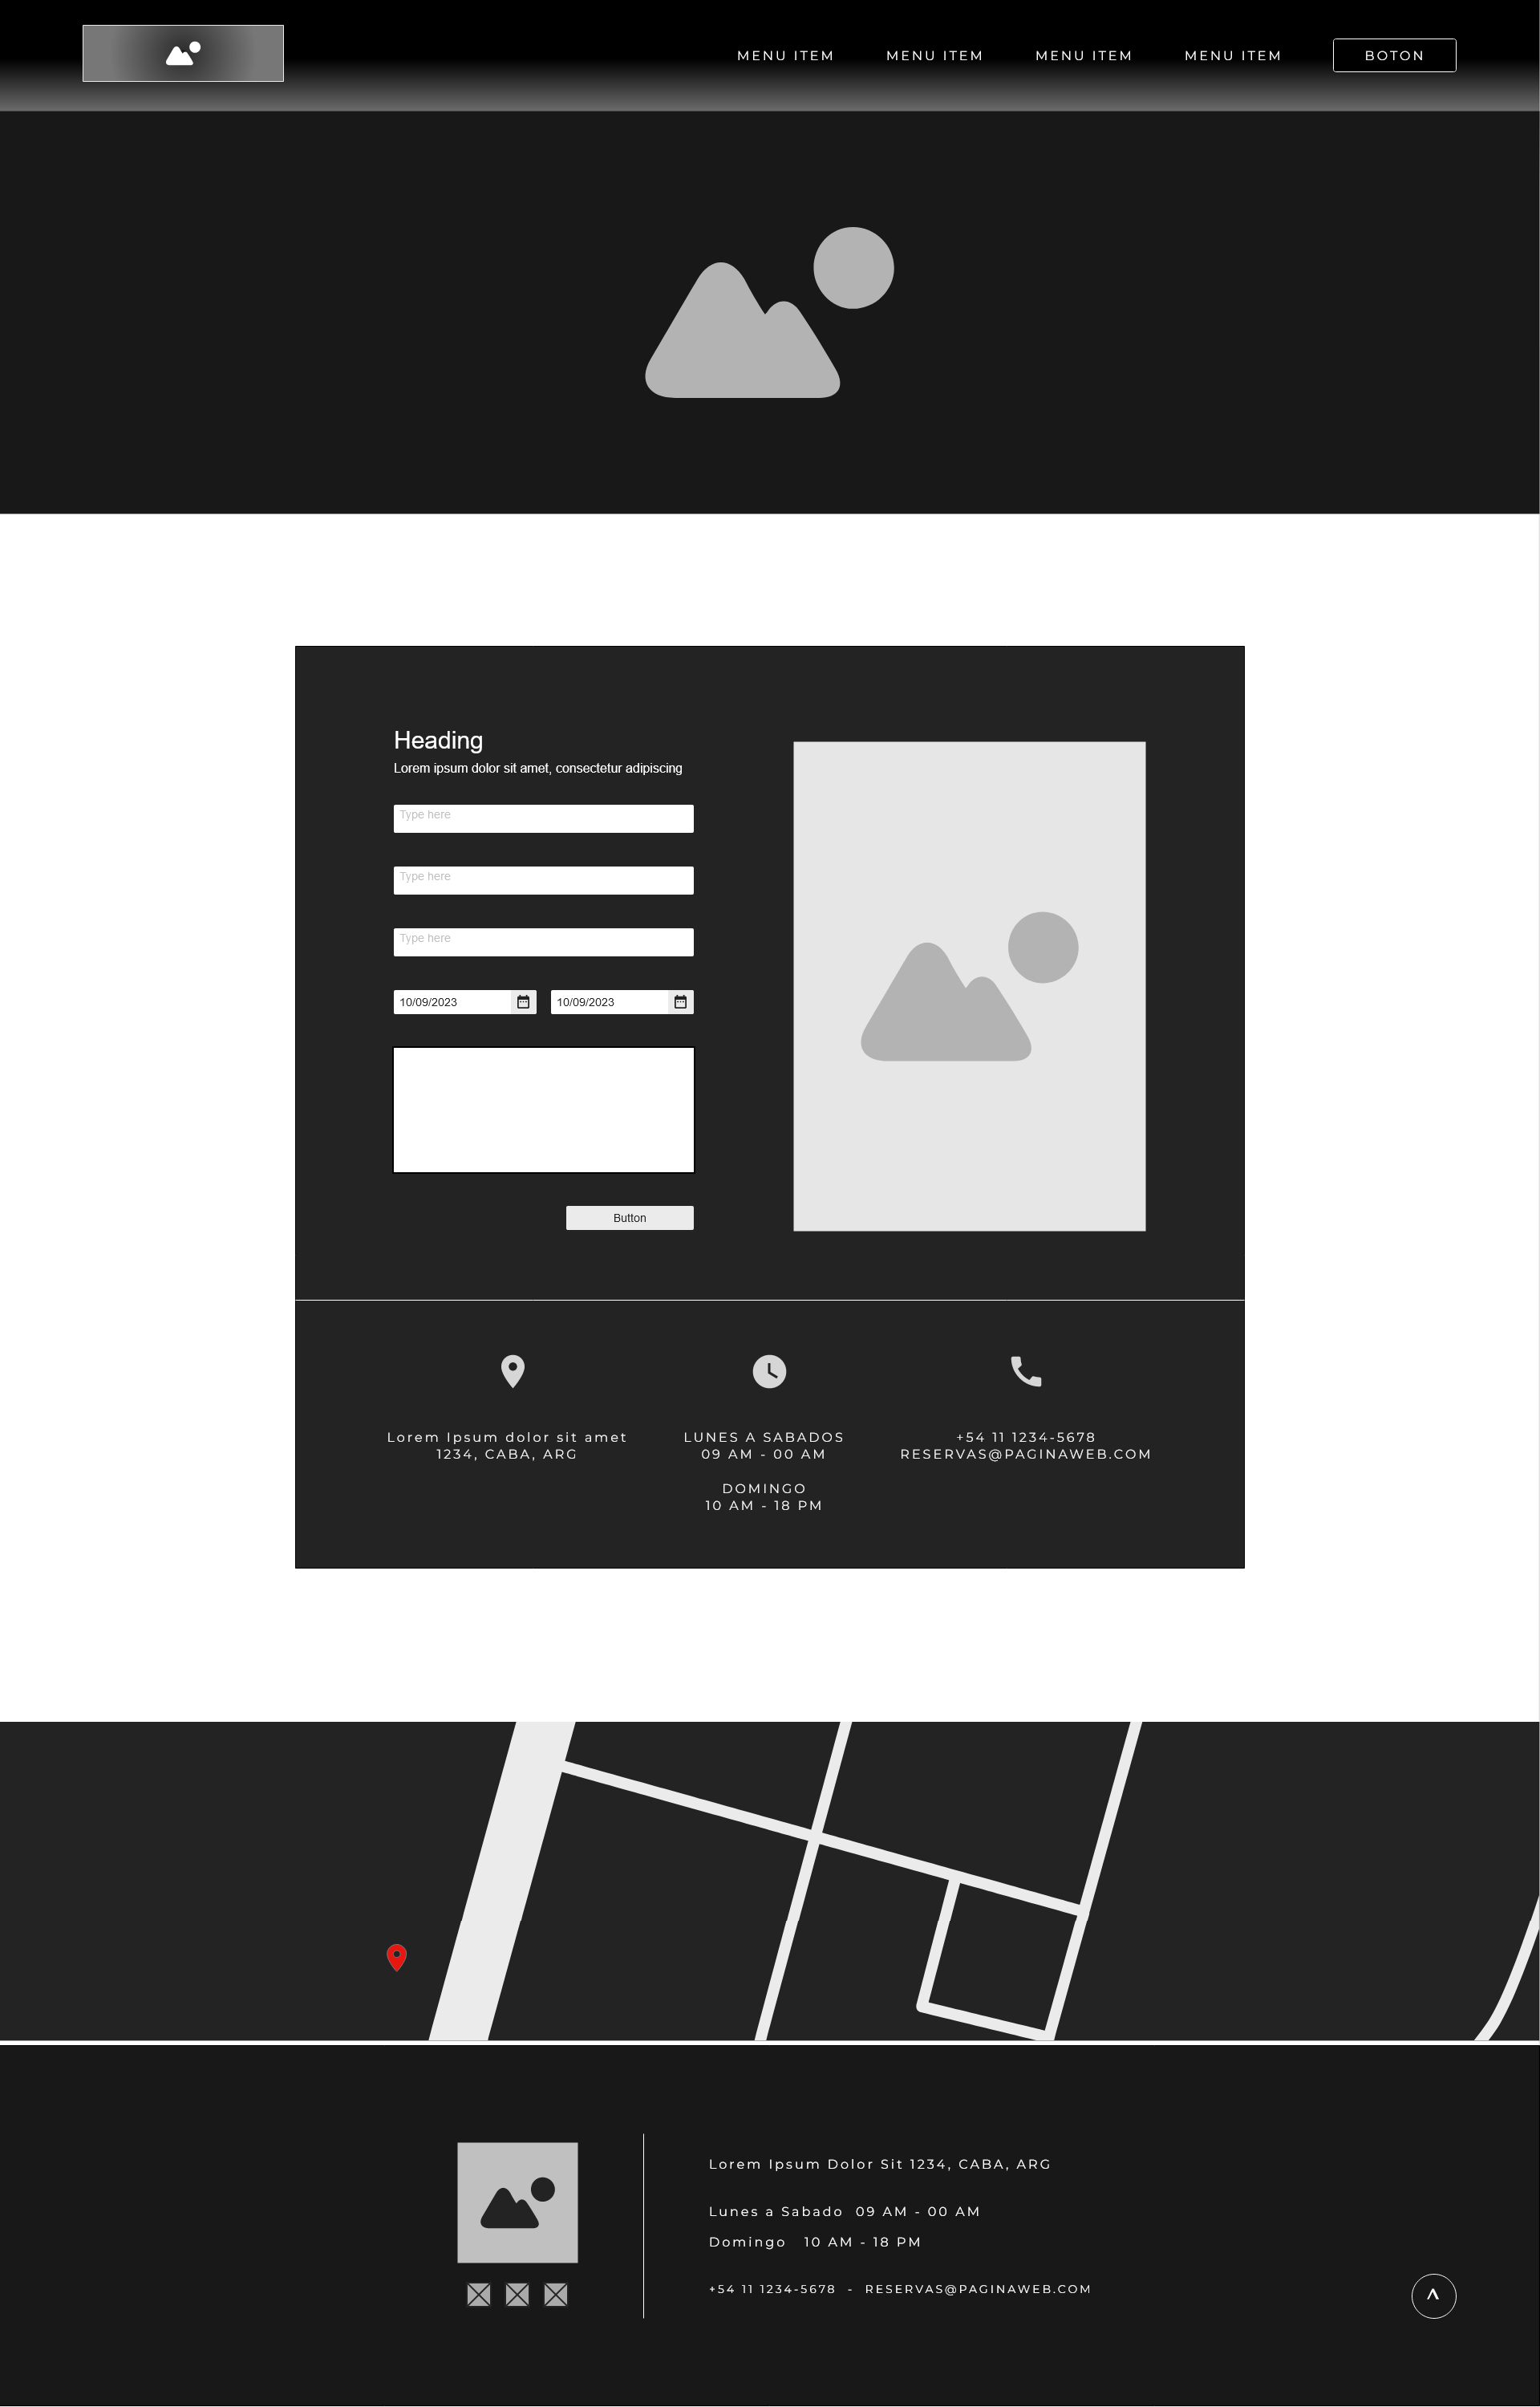 MENU ITEM MENU ITEM MENU ITEM MENU ITEM BOTON
Heading
Lorem ipsum dolor sit amet, consectetur adipiscing
Type here
Type here
Type here
10/09/2023 10/09/2023
Button
Lorem Ipsum dolor sit amet
1234, CABA, ARG
LUNES A SABADOS
09 AM - 00 AM
DOMINGO
10 AM - 18 PM
+54 11 1234-5678
RESERVAS@PAGINAWEB.COM
Lorem Ipsum Dolor Sit 1234, CABA, ARG
Lunes a Sabado 09 AM - 00 AM
Domingo 10 AM - 18 PM
+54 11 1234-5678 - RESERVAS@PAGINAWEB.COM